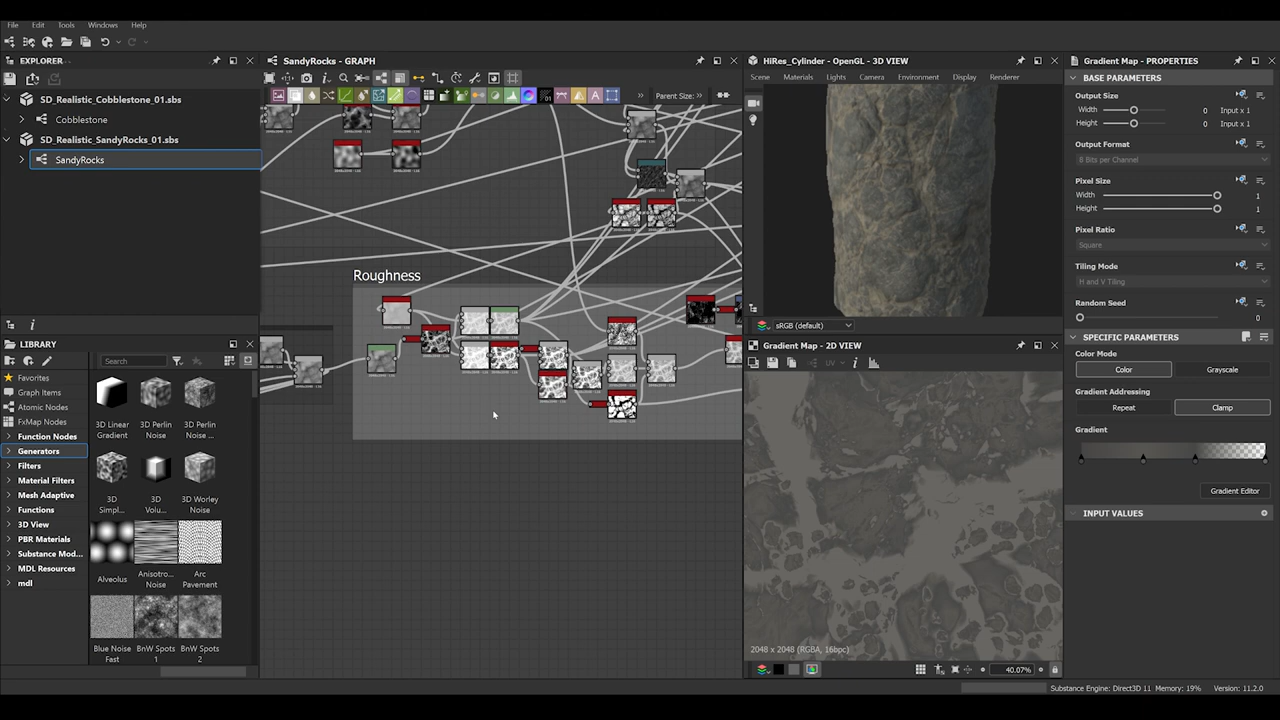 File Edit Tools Windows Help
EXPLORER
SD_Realistic_Cobblestone_01.sbs
Cobblestone
SD_Realistic_SandyRocks_01.sbs
SandyRocks
LIBRARY
Search
Favorites
Graph Items
Atomic Nodes
FxMap Nodes
Function Nodes
Generators
Filters
Material Filters
Mesh Adaptive
Functions
3D View
PBR Materials
Substance Mod...
MDL Resources
mdl
3D Linear Gradient
3D Perlin Noise
3D Perlin Noise ...
3D Simpl...
3D Volu...
3D Worley Noise
Alveolus
Anisotro... Noise
Arc Pavement
Blue Noise Fast
BnW Spots 1
BnW Spots 2
SandyRocks - GRAPH
Parent Size:
Roughness
HiRes_Cylinder - OpenGL - 3D VIEW
Scene Materials Lights Camera Environment Display Renderer
sRGB (default)
Gradient Map - 2D VIEW
UV
2048 x 2048 (RGBA, 16bpc)
40.07%
Gradient Map - PROPERTIES
BASE PARAMETERS
Output Size
Width 0 Input x 1
Height 0 Input x 1
Output Format
8 Bits per Channel
Pixel Size
Width 1
Height 1
Pixel Ratio
Square
Tiling Mode
H and V Tiling
Random Seed
0
SPECIFIC PARAMETERS
Color Mode
Color Grayscale
Gradient Addressing
Repeat Clamp
Gradient
Gradient Editor
INPUT VALUES
Substance Engine: Direct3D 11 Memory: 19% Version: 11.2.0